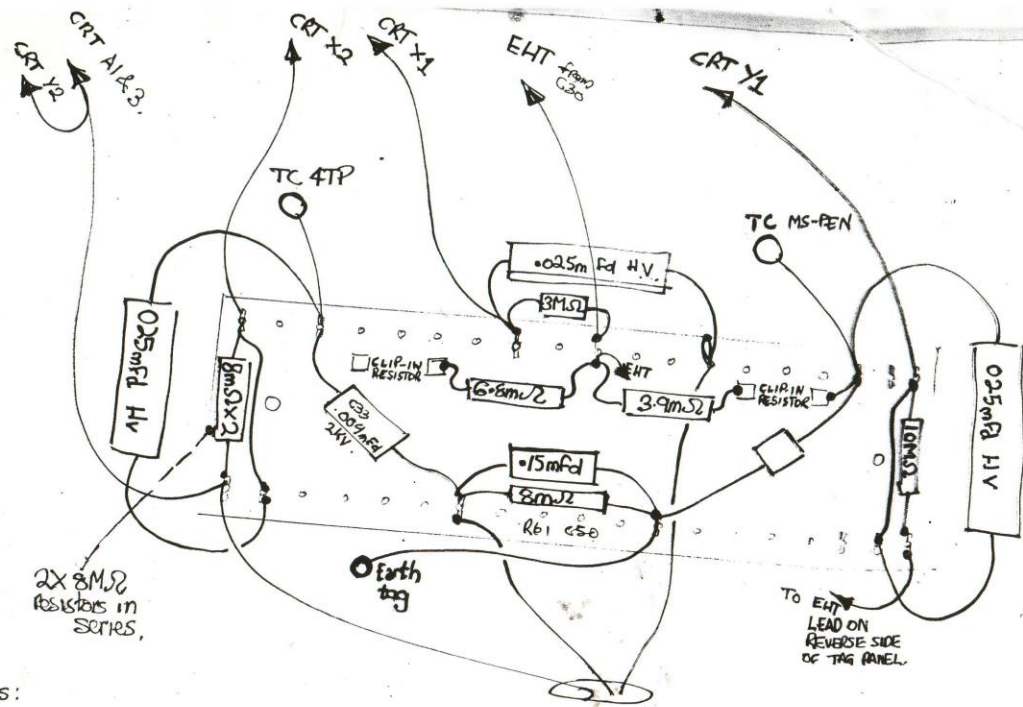 CRT Y2
CRT A1 & 3.
CRT X2
CRT X1
EHT from
C30
CRT Y1
TC 4TP
TC MS-PEN
.025mFd HV.
3MΩ
025mFd Hv
8mΩx2
CLIP-IN
RESISTOR
6.8mΩ
EHT
3.9mΩ
CLIP-IN
RESISTOR
C33
.009mFd
2KV.
.15mFd
8mΩ
R61 C50
10MΩ
025mFd HV
Earth
tag
2X 8MΩ
RESISTORS IN
SERIES.
TO EHT
LEAD ON
REVERSE SIDE
OF TAG PANEL.
S: